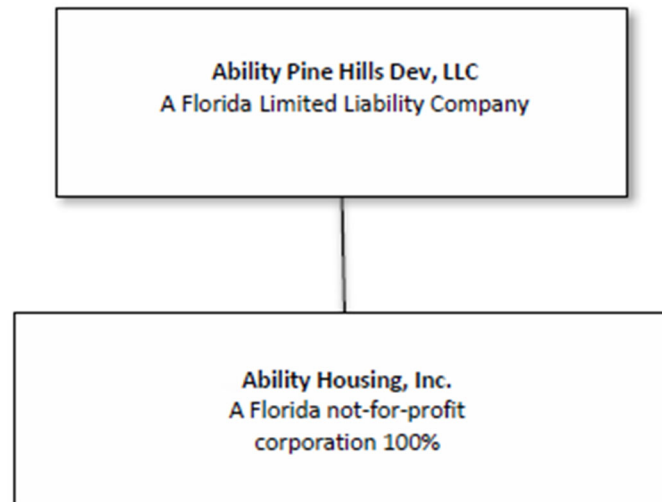 Ability Pine Hills Dev, LLC
A Florida Limited Liability Company
Ability Housing, Inc.
A Florida not-for-profit
corporation 100%